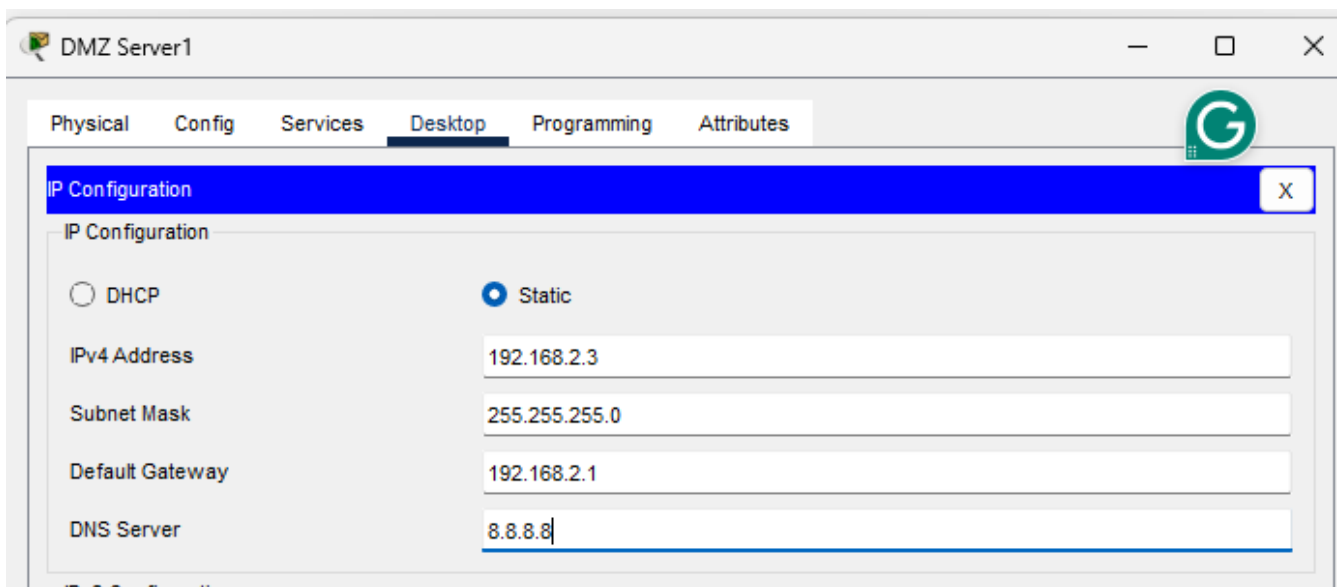 DMZ Server1
Physical Config Services Desktop Programming Attributes
G
IP Configuration X
IP Configuration
DHCP Static
IPv4 Address 192.168.2.3
Subnet Mask 255.255.255.0
Default Gateway 192.168.2.1
DNS Server 8.8.8.8